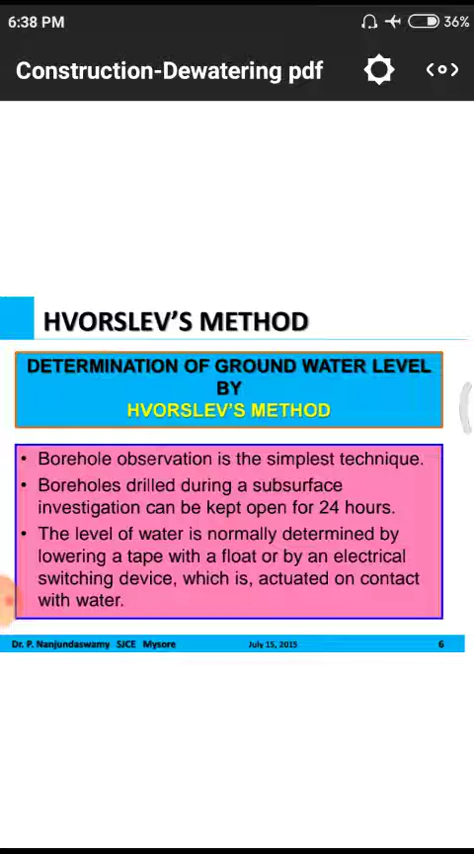 6:38 PM
36%
Construction-Dewatering pdf
HVORSLEV'S METHOD
DETERMINATION OF GROUND WATER LEVEL
BY
HVORSLEV'S METHOD
• Borehole observation is the simplest technique.
• Boreholes drilled during a subsurface
investigation can be kept open for 24 hours.
• The level of water is normally determined by
lowering a tape with a float or by an electrical
switching device, which is, actuated on contact
with water.
Dr. P. Nanjundaswamy SJCE Mysore July 15, 2015 6